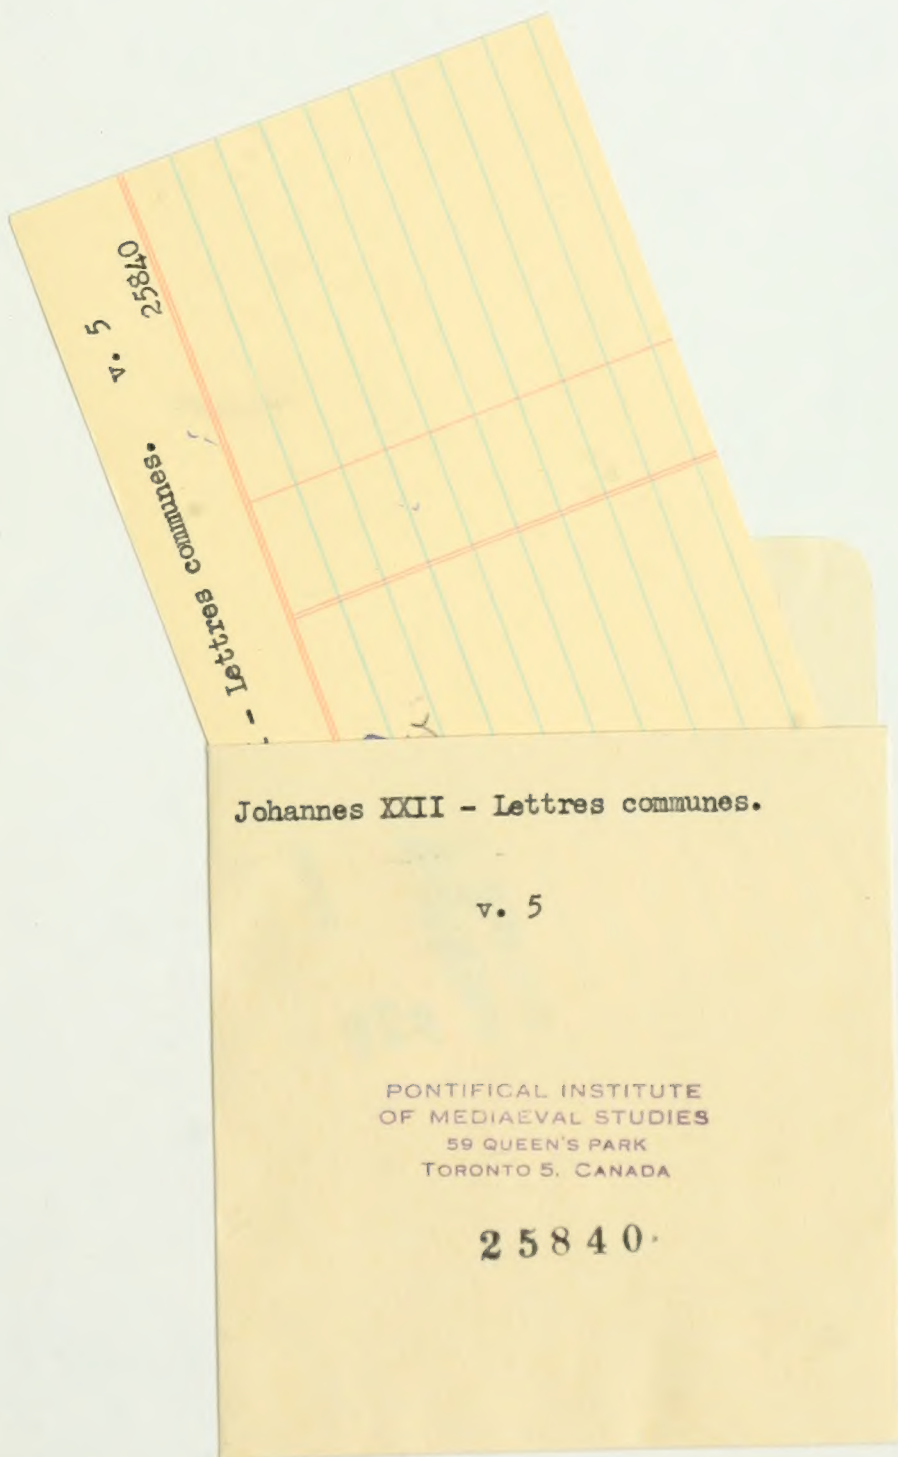 v. 5
25840
- Lettres communes.
Johannes XXII - Lettres communes.
v. 5
PONTIFICAL INSTITUTE
OF MEDIAEVAL STUDIES
59 QUEEN'S PARK
TORONTO 5, CANADA
25840